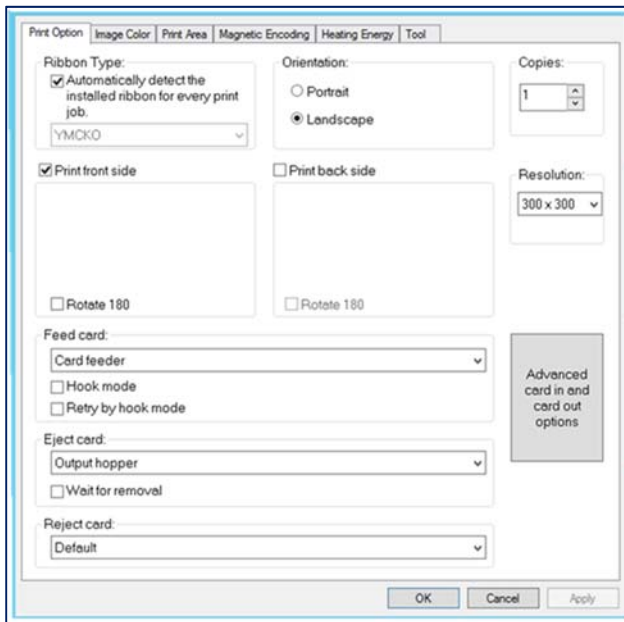 Print Option Image Color Print Area Magnetic Encoding Heating Energy Tool
Ribbon Type:
Automatically detect the
installed ribbon for every print
job.
YMCKO
Orientation:
Portrait
Landscape
Copies:
1
Print front side
Rotate 180
Print back side
Rotate 180
Resolution:
300 x 300
Feed card:
Card feeder
Hook mode
Retry by hook mode
Advanced
card in and
card out
options
Eject card:
Output hopper
Wait for removal
Reject card:
Default
OK Cancel Apply